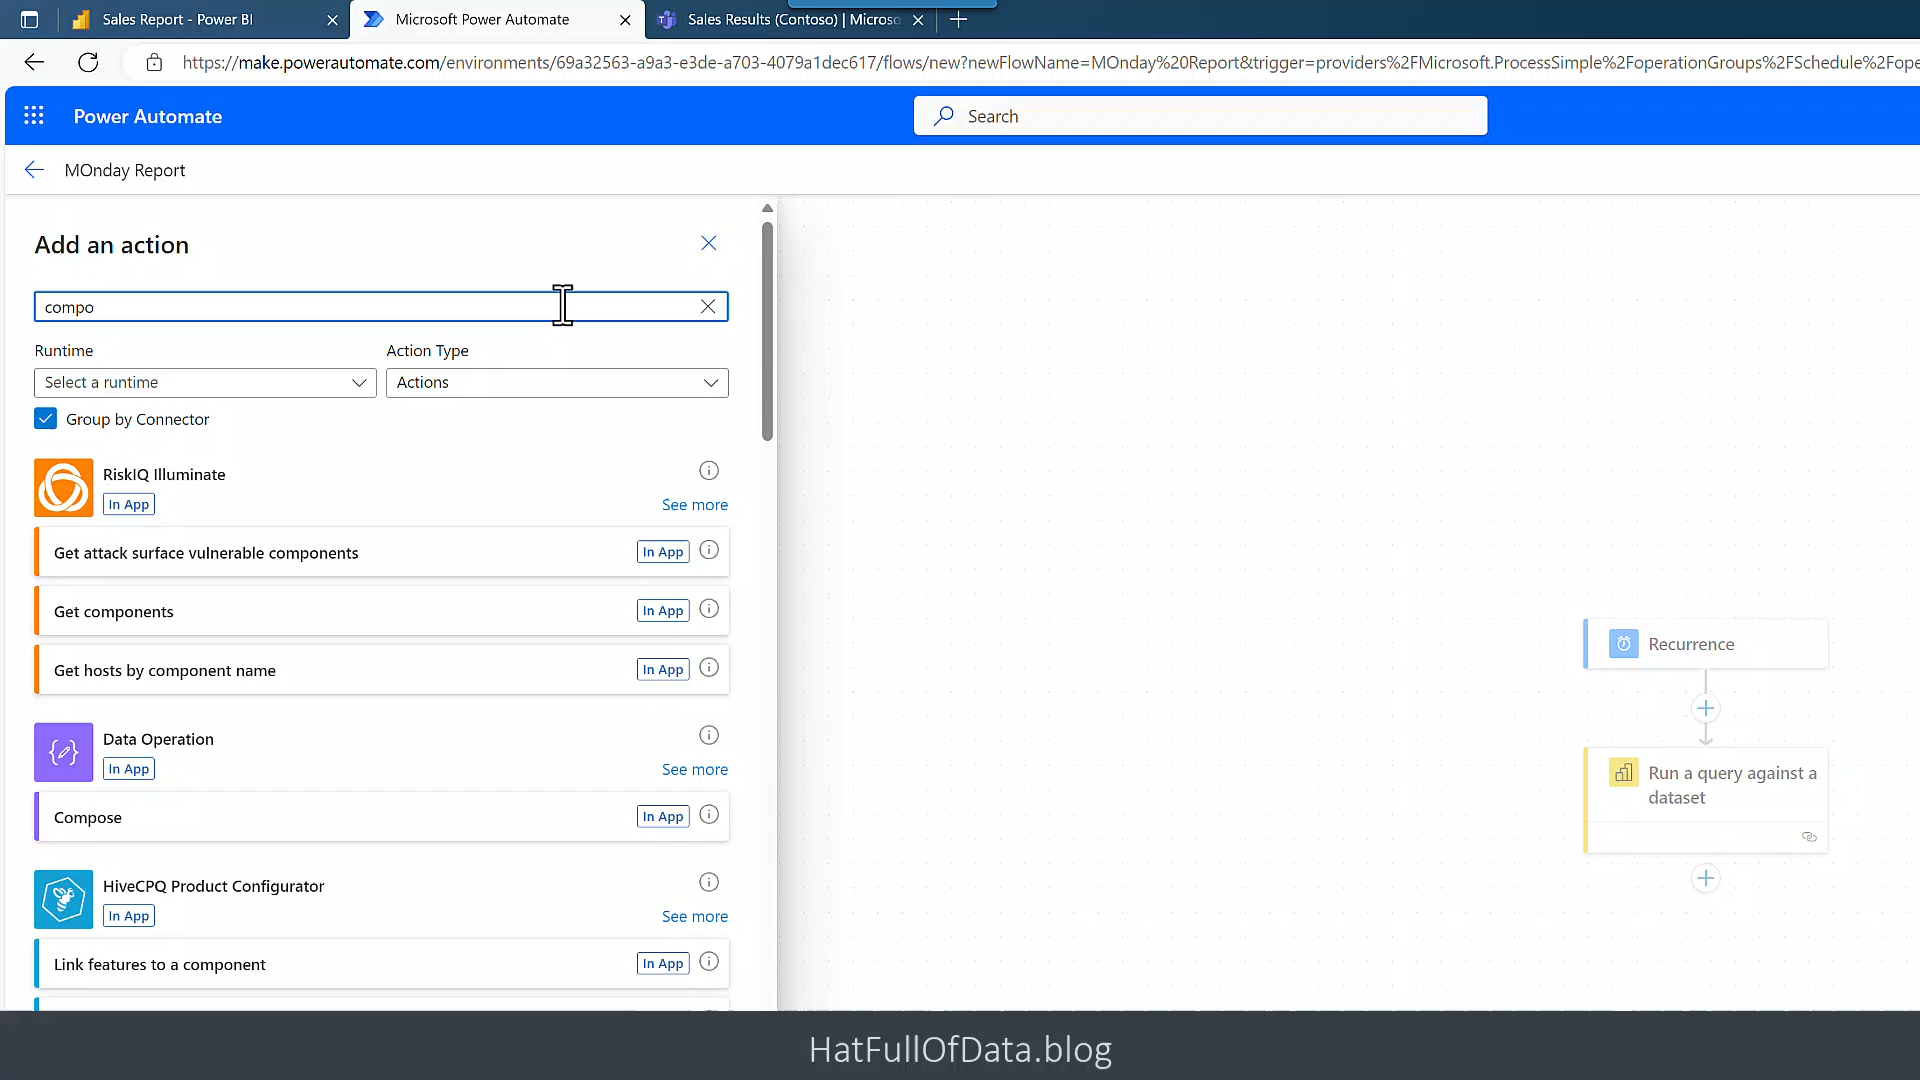 Sales Report - Power BI
Microsoft Power Automate
Sales Results (Contoso) | Microso
https://make.powerautomate.com/environments/69a32563-a9a3-e3de-a703-4079a1dec617/flows/new?newFlowName=MOnday%20Report&trigger=providers%2FMicrosoft.ProcessSimple%2FoperationGroups%2FSchedule%2Fope
Power Automate
Search
MOnday Report
Add an action
compo
Runtime
Action Type
Select a runtime
Actions
Group by Connector
RiskIQ Illuminate
In App
See more
Get attack surface vulnerable components
In App
Get components
In App
Get hosts by component name
In App
Data Operation
In App
See more
Compose
In App
HiveCPQ Product Configurator
In App
See more
Link features to a component
In App
Recurrence
Run a query against a
dataset
HatFullOfData.blog